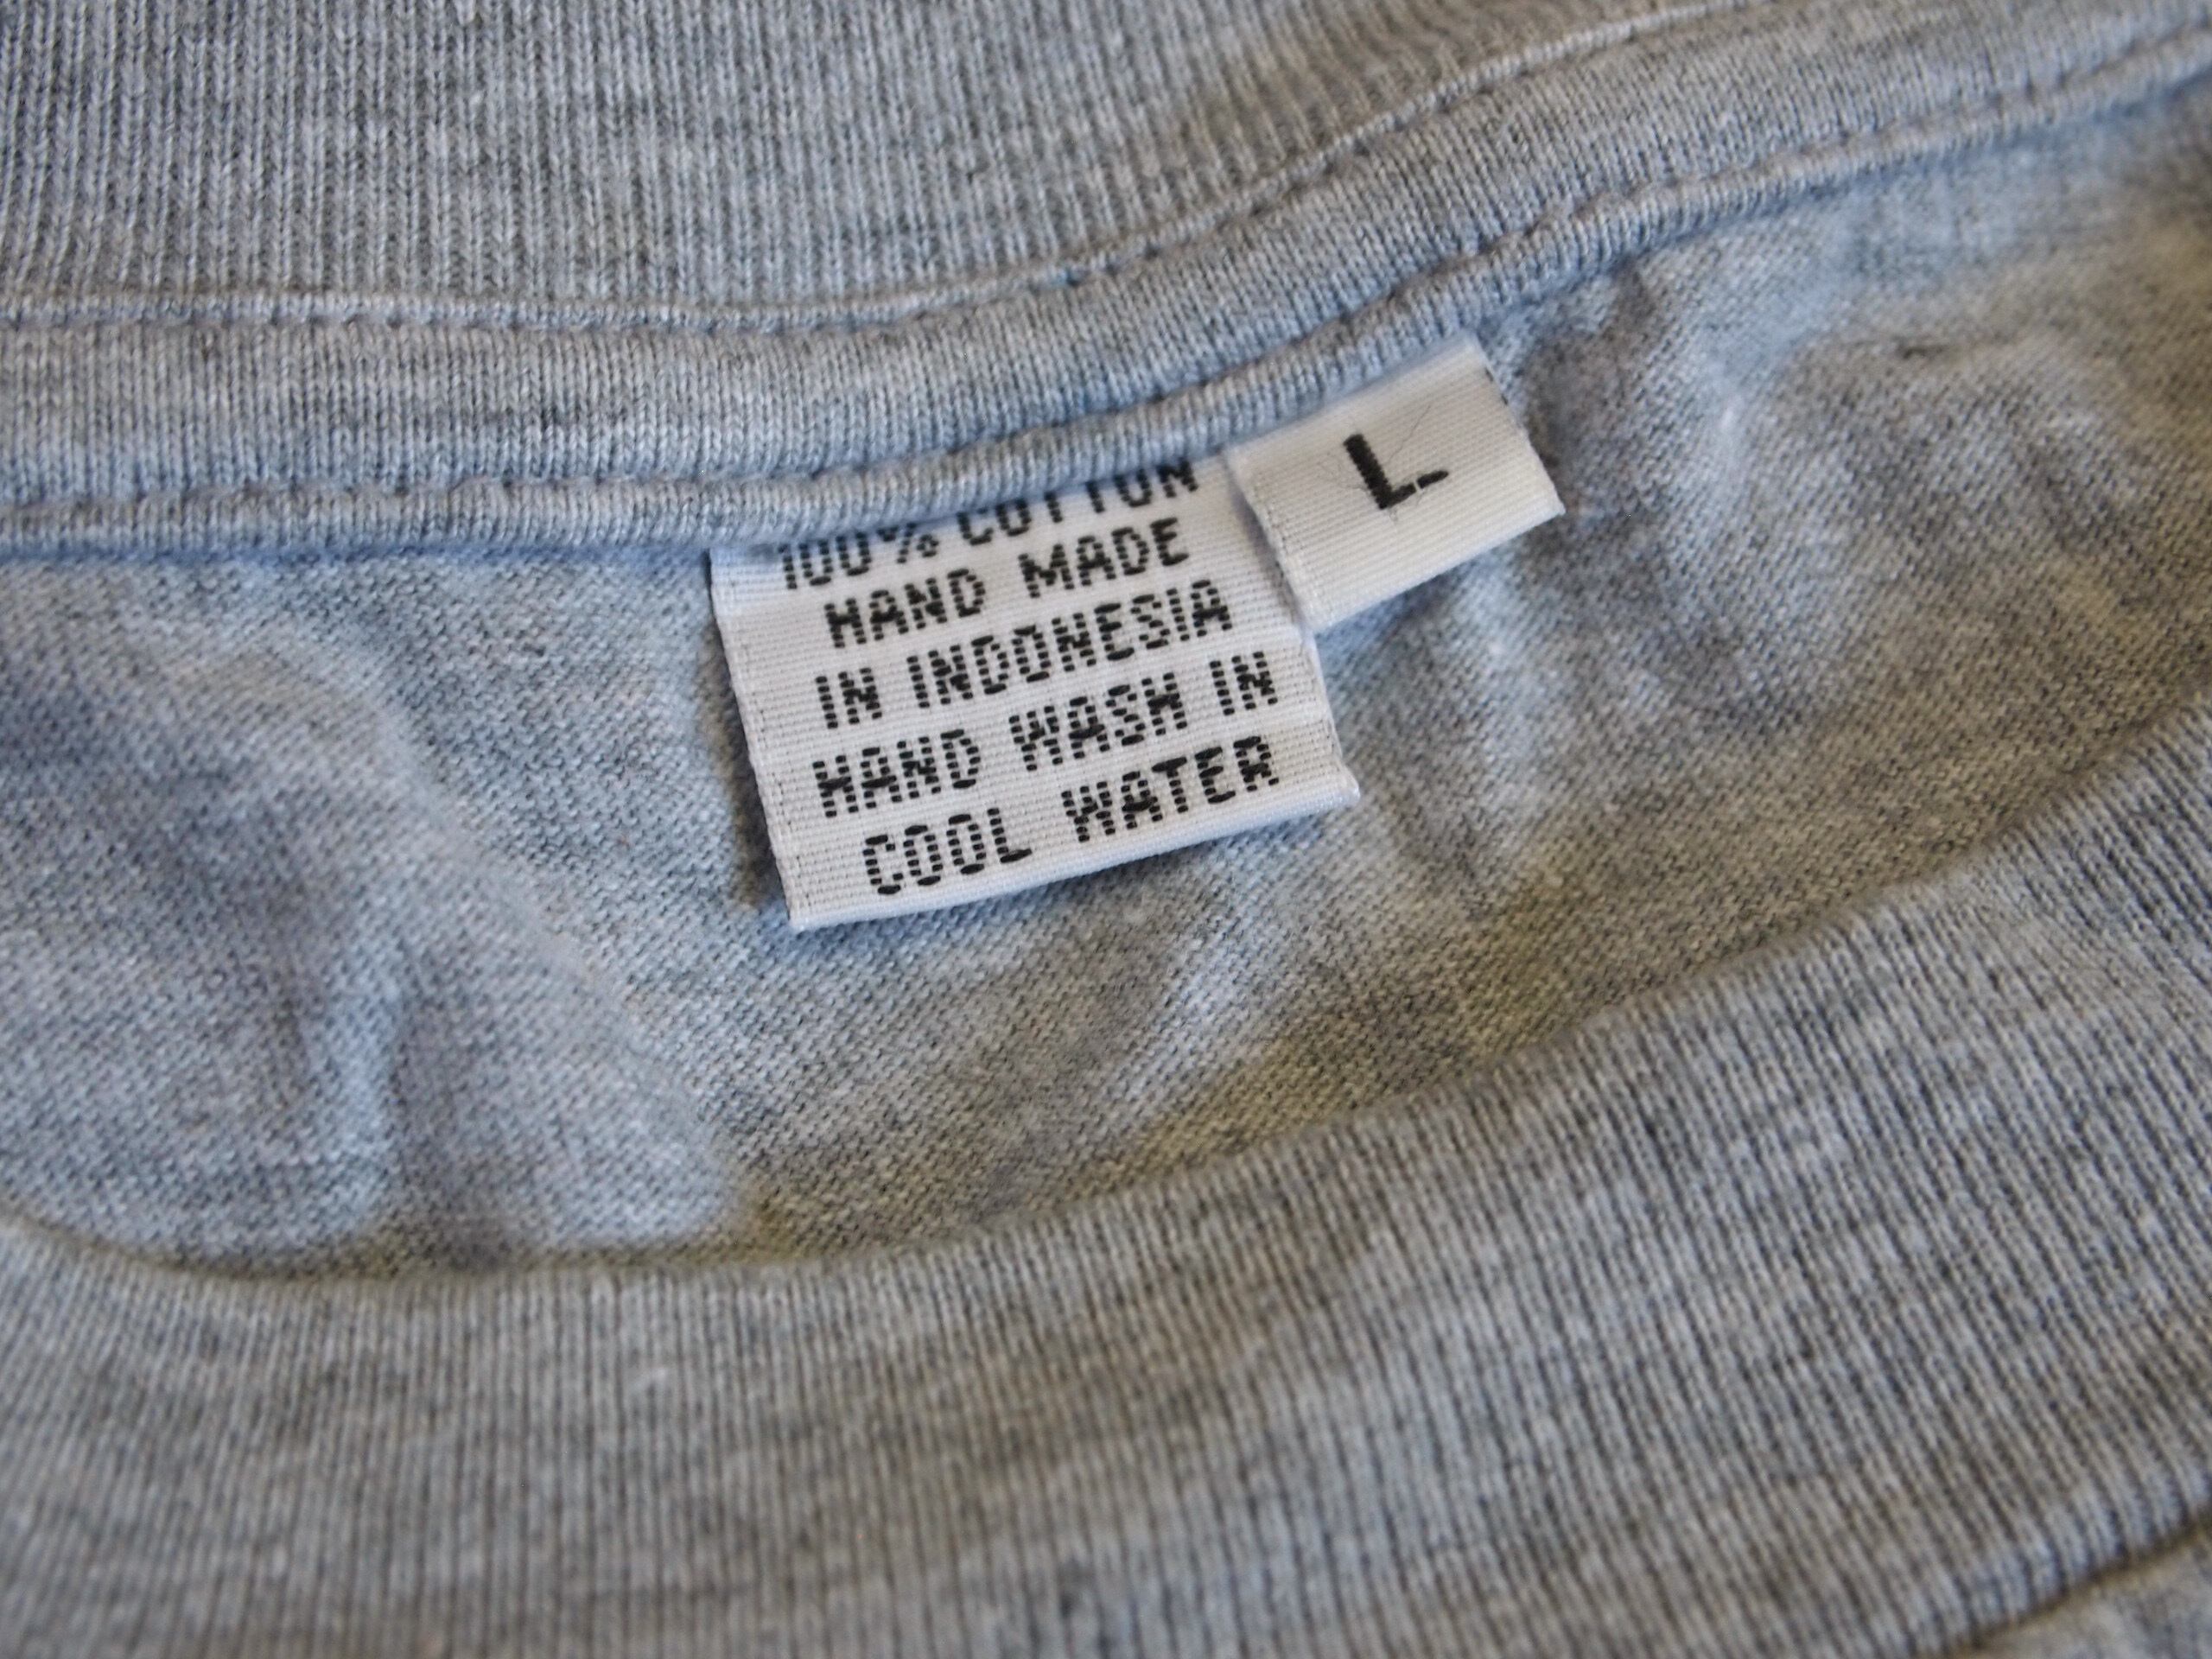 100% COTTON
HAND MADE
IN INDONESIA
HAND WASH IN
COOL WATER
L